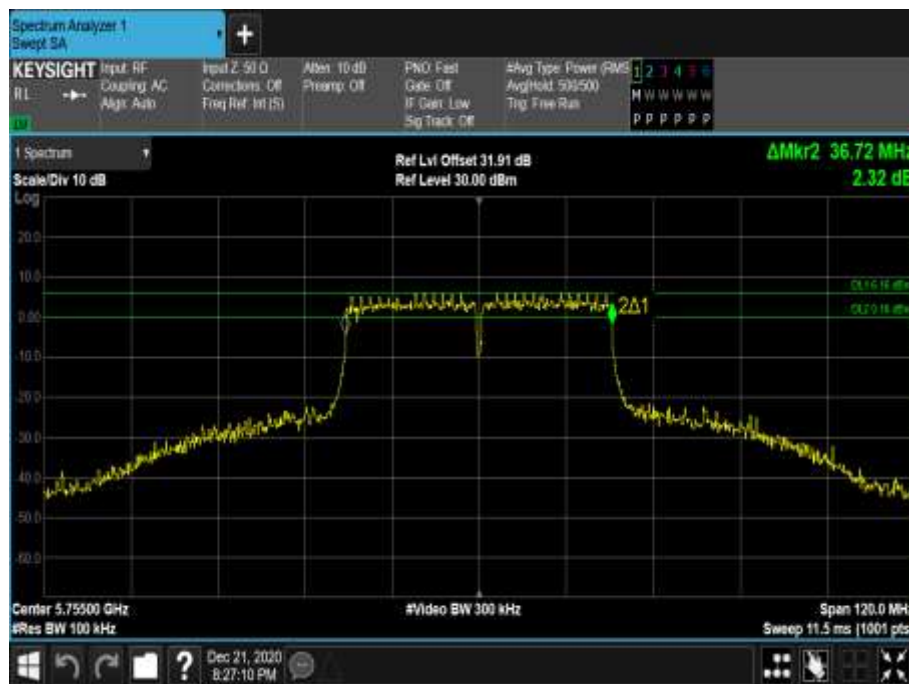 Spectrum Analyzer 1
Swept SA
+
KEYSIGHT
RL
Input: RF
Coupling: AC
Align: Auto
Input Z: 50 Ω
Corrections: Off
Freq Ref: Int (S)
Atten: 10 dB
Preamp: Off
PNO: Fast
Gate: Off
IF Gain: Low
Sig Track: Off
#Avg Type: Power (RMS
Avg|Hold: 500/500
Trig: Free Run
1 2 3 4 5 6
M W W W W W
P P P P P P
1 Spectrum
Scale/Div 10 dB
Ref Lvl Offset 31.91 dB
Ref Level 30.00 dBm
ΔMkr2 36.72 MHz
2.32 dB
Log
20.0
10.0
0.00
-10.0
-20.0
-30.0
-40.0
-50.0
-60.0
2Δ1
Center 5.75500 GHz
#Res BW 100 kHz
#Video BW 300 kHz
Span 120.0 MHz
Sweep 11.5 ms (1001 pts
?
Dec 21, 2020
8:27:10 PM